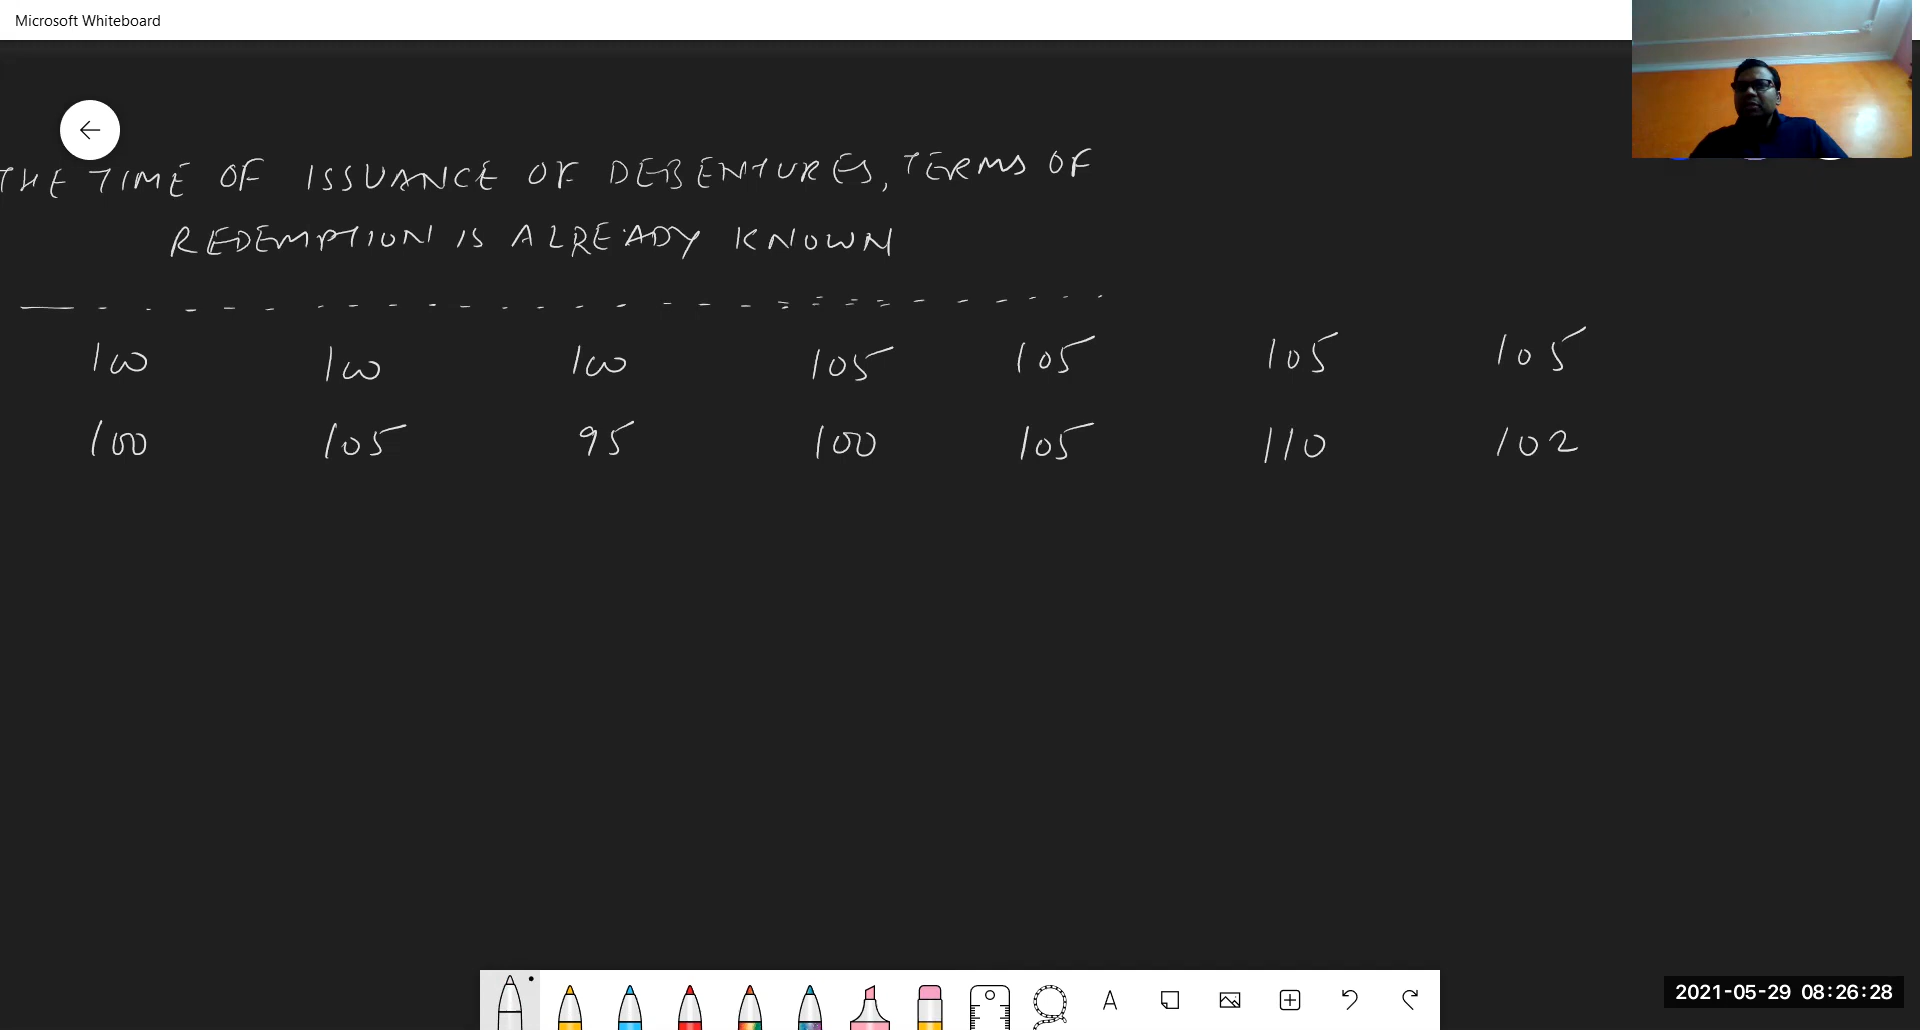 Microsoft Whiteboard
THE TIME OF ISSUANCE OF DEBENTURES, TERMS OF
REDEMPTION IS ALREADY KNOWN
100 100 100 105 105 105 105
100 105 95 100 105 110 102
2021-05-29 08:26:28